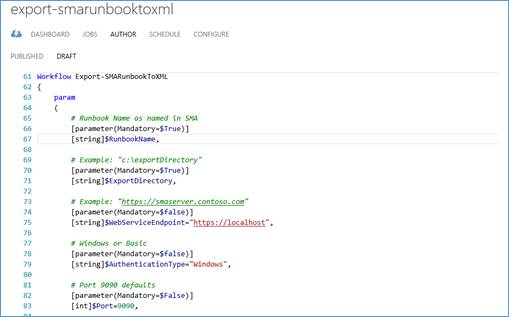 export-smarunbooktoxml
DASHBOARD JOBS AUTHOR SCHEDULE CONFIGURE
PUBLISHED DRAFT
61 Workflow Export-SMARunbookToXML
62 {
63 param
64 (
65 # Runbook Name as named in SMA
66 [parameter(Mandatory=$True)]
67 [string]$RunbookName,
68
69 # Example: "c:\exportDirectory"
70 [parameter(Mandatory=$True)]
71 [string]$ExportDirectory,
72
73 # Example: "https://smaserver.contoso.com"
74 [parameter(Mandatory=$false)]
75 [string]$WebServiceEndpoint="https://localhost",
76
77 # Windows or Basic
78 [parameter(Mandatory=$false)]
79 [string]$AuthenticationType="Windows",
80
81 # Port 9090 defaults
82 [parameter(Mandatory=$False)]
83 [int]$Port=9090,